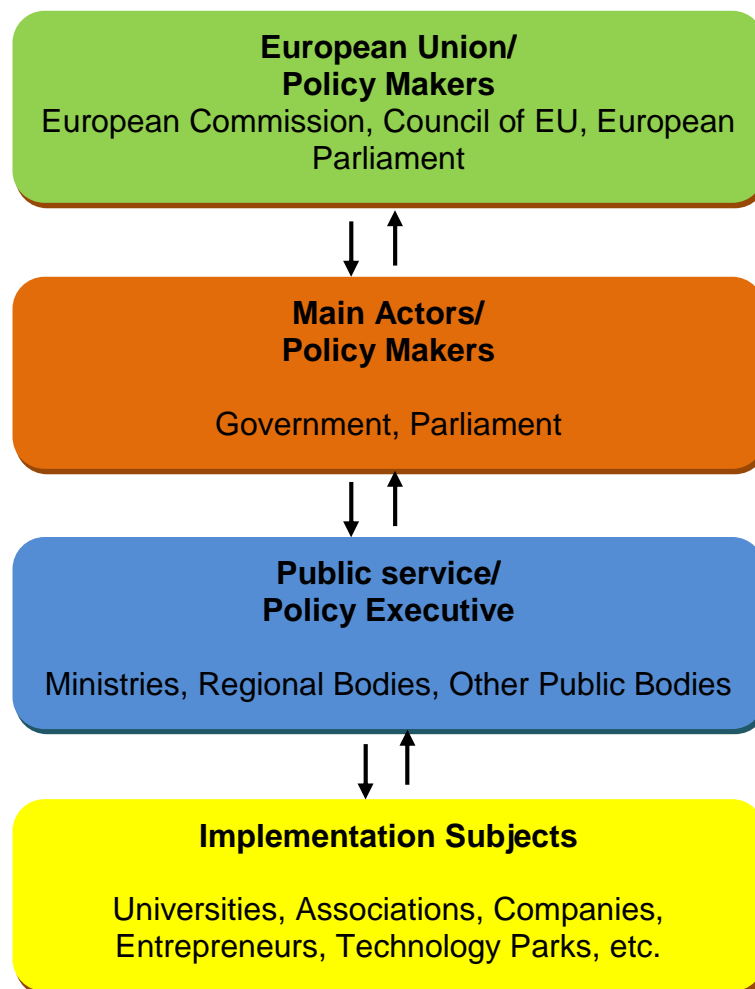 European Union/
Policy Makers
European Commission, Council of EU, European
Parliament
Main Actors/
Policy Makers
Government, Parliament
Public service/
Policy Executive
Ministries, Regional Bodies, Other Public Bodies
Implementation Subjects
Universities, Associations, Companies,
Entrepreneurs, Technology Parks, etc.